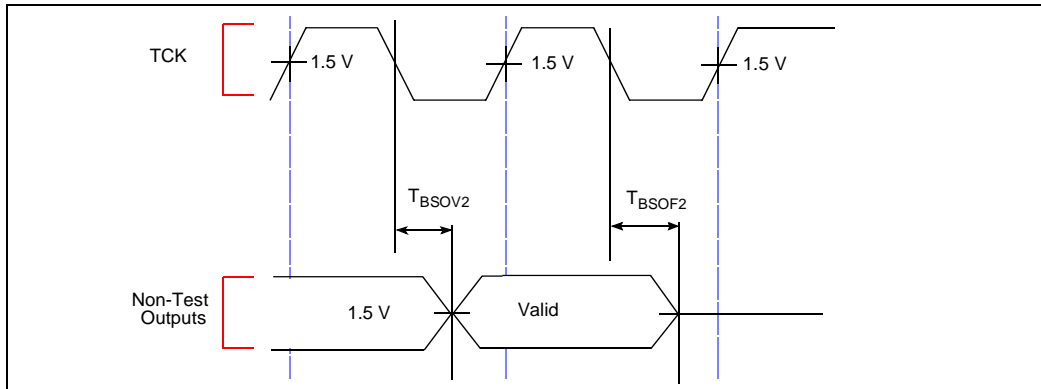 TCK
1.5 V
1.5 V
1.5 V
TBSOV2
TBSOF2
Non-Test
Outputs
1.5 V
Valid